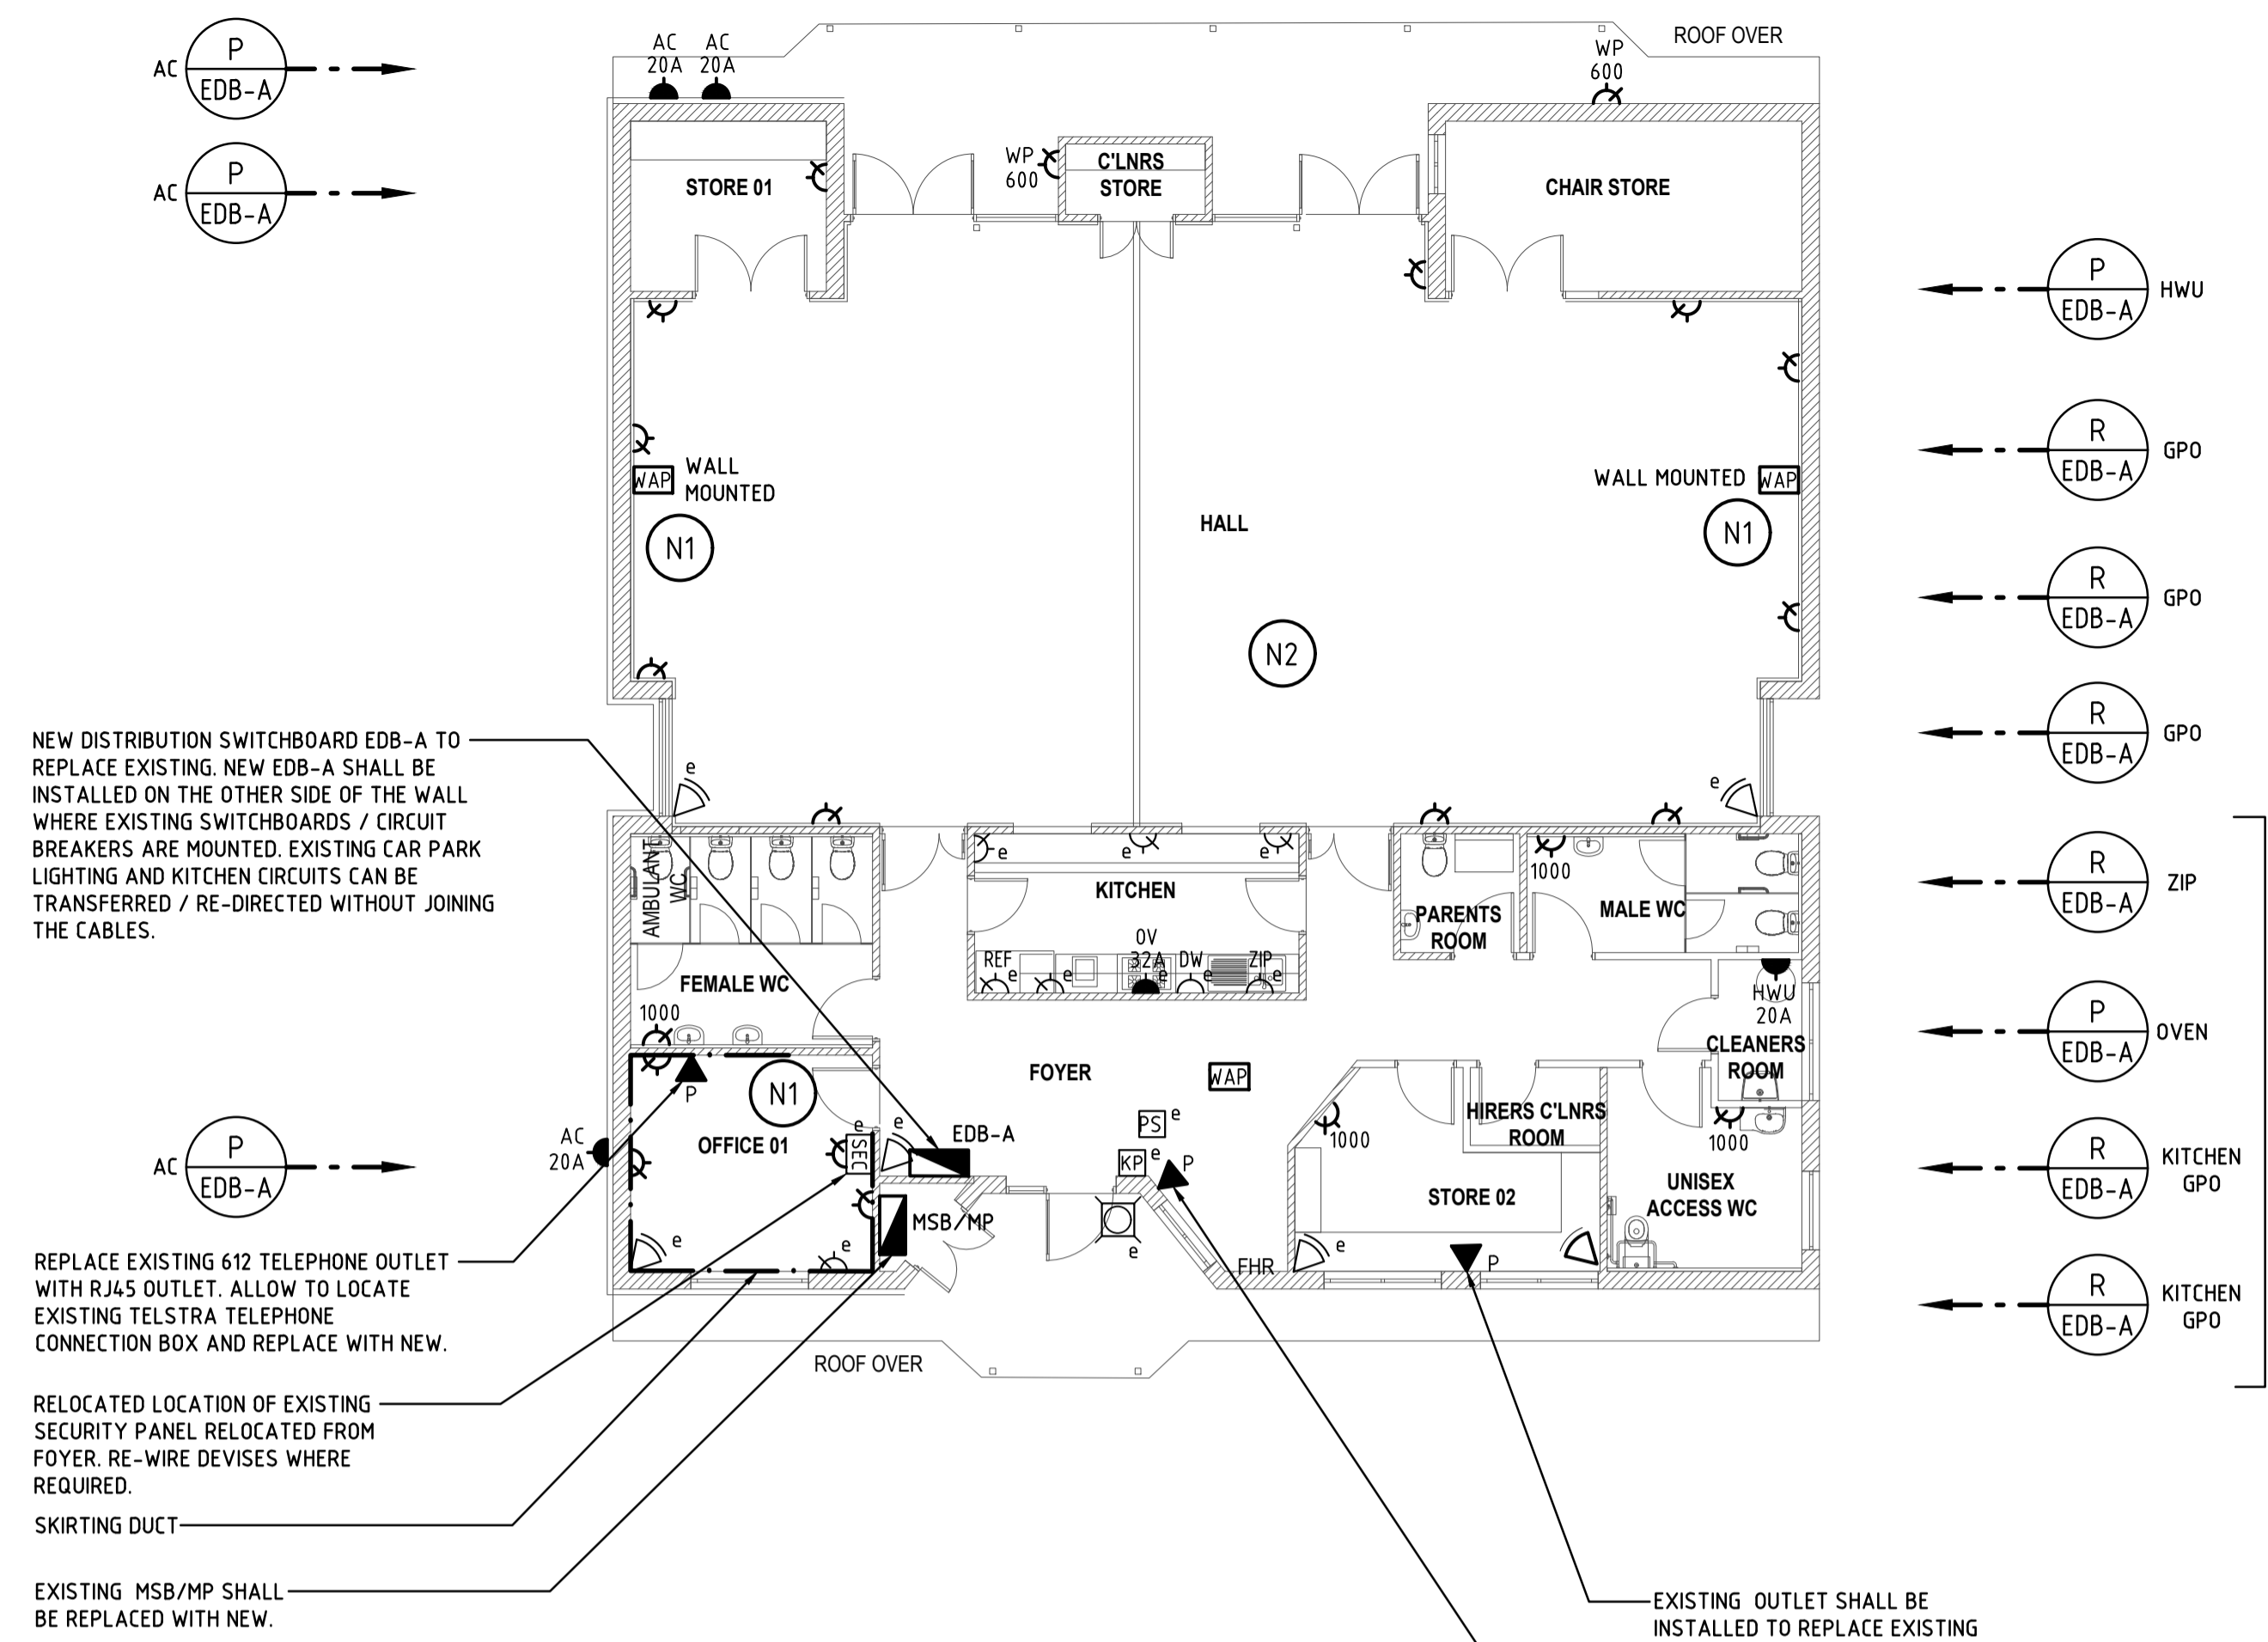 ROOF OVER
AC
P
EDB-A
AC
20A
AC
20A
WP
600
AC
P
EDB-A
STORE 01
WP
600
C'LNRS
STORE
CHAIR STORE
P
EDB-A
HWU
R
EDB-A
GPO
WAP
WALL
MOUNTED
N1
HALL
WALL MOUNTED
WAP
N1
R
EDB-A
GPO
N2
R
EDB-A
GPO
NEW DISTRIBUTION SWITCHBOARD EDB-A TO
REPLACE EXISTING. NEW EDB-A SHALL BE
INSTALLED ON THE OTHER SIDE OF THE WALL
WHERE EXISTING SWITCHBOARDS / CIRCUIT
BREAKERS ARE MOUNTED. EXISTING CAR PARK
LIGHTING AND KITCHEN CIRCUITS CAN BE
TRANSFERRED / RE-DIRECTED WITHOUT JOINING
THE CABLES.
e
e
AMBULANT
WC
e
e
e
KITCHEN
1000
PARENTS
ROOM
MALE WC
R
EDB-A
ZIP
FEMALE WC
1000
REF
e
e
OV
32A
e
DW
e
ZIP
e
HWU
20A
CLEANERS
ROOM
P
EDB-A
OVEN
P
N1
FOYER
WAP
OFFICE 01
e
SEC
e
EDB-A
PS
e
KP
e
P
HIRERS C'LNRS
ROOM
1000
1000
AC
P
EDB-A
AC
20A
STORE 02
UNISEX
ACCESS WC
R
EDB-A
KITCHEN
GPO
MSB/MP
e
e
e
FHR
e
P
R
EDB-A
KITCHEN
GPO
REPLACE EXISTING 612 TELEPHONE OUTLET
WITH RJ45 OUTLET. ALLOW TO LOCATE
EXISTING TELSTRA TELEPHONE
CONNECTION BOX AND REPLACE WITH NEW.
ROOF OVER
RELOCATED LOCATION OF EXISTING
SECURITY PANEL RELOCATED FROM
FOYER. RE-WIRE DEVISES WHERE
REQUIRED.
SKIRTING DUCT
EXISTING MSB/MP SHALL
BE REPLACED WITH NEW.
EXISTING OUTLET SHALL BE
INSTALLED TO REPLACE EXISTING